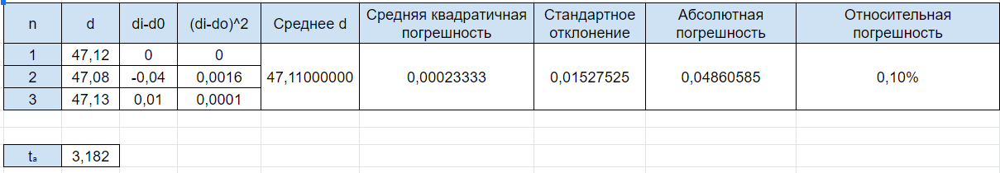 n d di-d0 (di-do)^2 Среднее d Средняя квадратичная погрешность Стандартное отклонение Абсолютная погрешность Относительная погрешность
1 47,12 0 0
2 47,08 -0,04 0,0016 47,11000000 0,00023333 0,01527525 0,04860585 0,10%
3 47,13 0,01 0,0001
tₐ 3,182